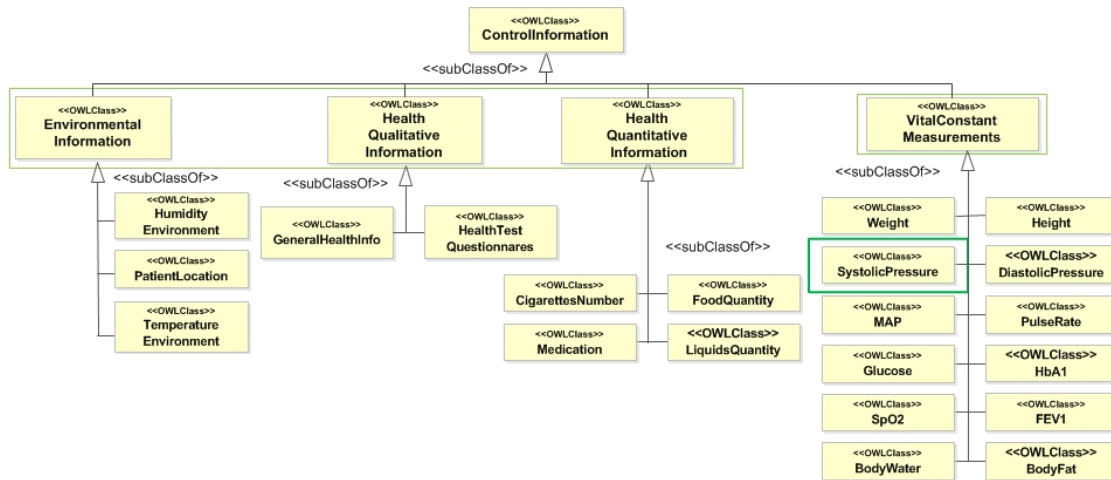 <<OWLClass>>
ControlInformation
<<subClassOf>>
<<OWLClass>>
Environmental
Information
<<OWLClass>>
Health
Qualitative
Information
<<OWLClass>>
Health
Quantitative
Information
<<OWLClass>>
VitalConstant
Measurements
<<subClassOf>>
<<OWLClass>>
Humidity
Environment
<<OWLClass>>
PatientLocation
<<OWLClass>>
Temperature
Environment
<<subClassOf>>
<<OWLClass>>
GeneralHealthInfo
<<OWLClass>>
HealthTest
Questionnares
<<subClassOf>>
<<OWLClass>>
CigarettesNumber
<<OWLClass>>
FoodQuantity
<<OWLClass>>
Medication
<<OWLClass>>
LiquidsQuantity
<<subClassOf>>
<<OWLClass>>
Weight
<<OWLClass>>
Height
<<OWLClass>>
SystolicPressure
<<OWLClass>>
DiastolicPressure
<<OWLClass>>
MAP
<<OWLClass>>
PulseRate
<<OWLClass>>
Glucose
<<OWLClass>>
HbA1
<<OWLClass>>
SpO2
<<OWLClass>>
FEV1
<<OWLClass>>
BodyWater
<<OWLClass>>
BodyFat